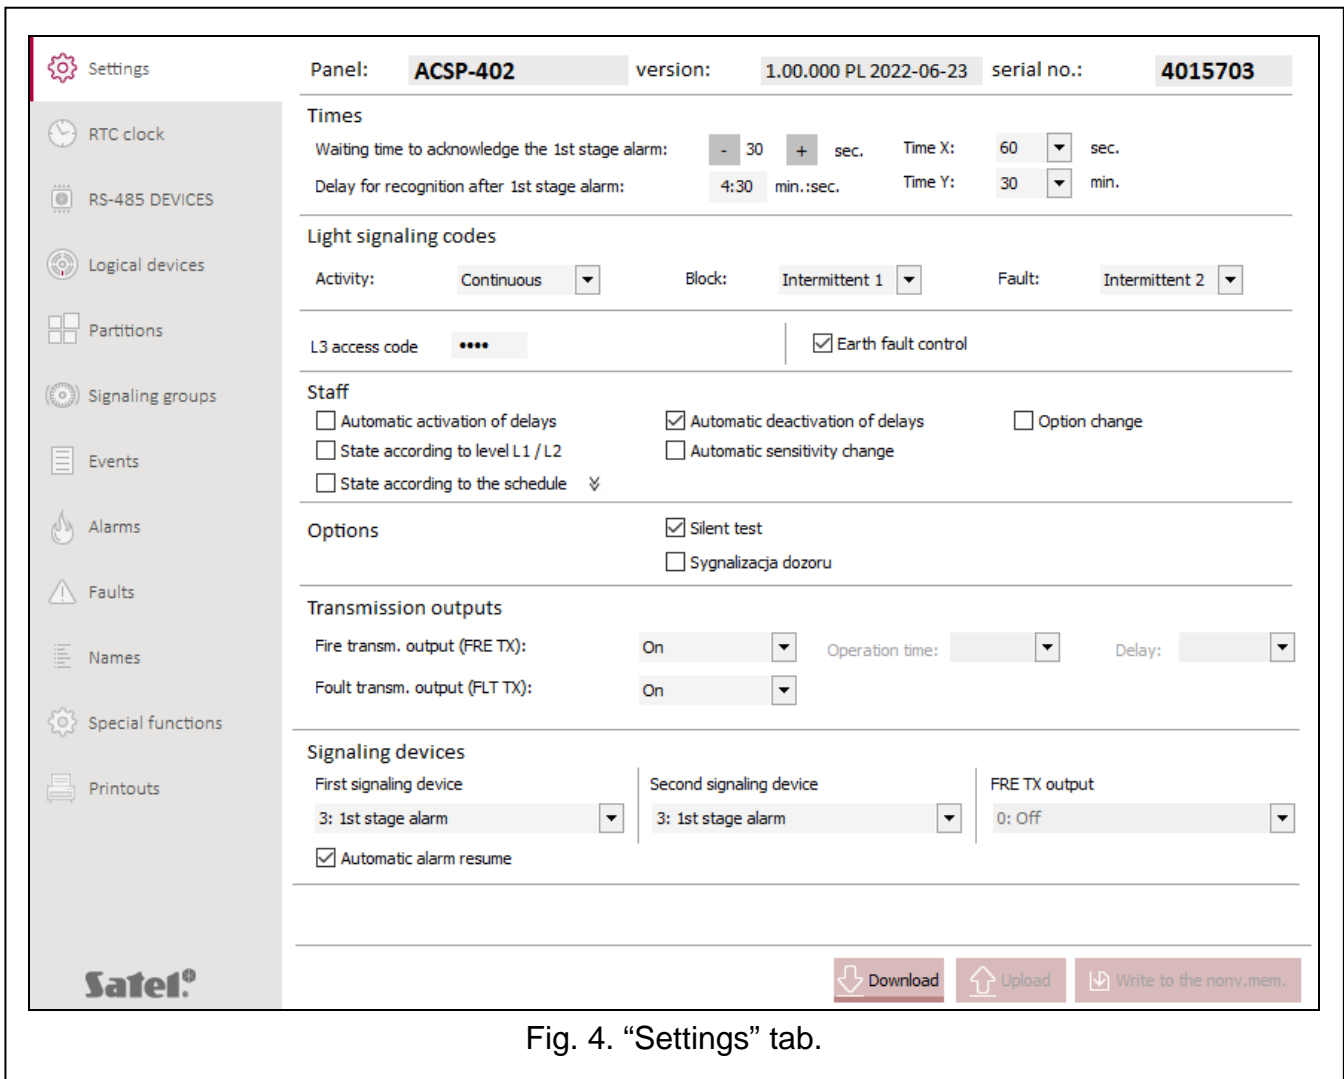 Settings
RTC clock
RS-485 DEVICES
Logical devices
Partitions
Signaling groups
Events
Alarms
Faults
Names
Special functions
Printouts
Satel
Panel: ACSP-402 version: 1.00.000 PL 2022-06-23 serial no.: 4015703
Times
Waiting time to acknowledge the 1st stage alarm: - 30 + sec. Time X: 60 sec.
Delay for recognition after 1st stage alarm: 4:30 min.:sec. Time Y: 30 min.
Light signaling codes
Activity: Continuous Block: Intermittent 1 Fault: Intermittent 2
L3 access code •••• Earth fault control
Staff
Automatic activation of delays Automatic deactivation of delays Option change
State according to level L1 / L2 Automatic sensitivity change
State according to the schedule
Options Silent test
Sygnalizacja dozoru
Transmission outputs
Fire transm. output (FRE TX): On Operation time: Delay:
Foult transm. output (FLT TX): On
Signaling devices
First signaling device Second signaling device FRE TX output
3: 1st stage alarm 3: 1st stage alarm 0: Off
Automatic alarm resume
Download Upload Write to the nonv.mem.
Fig. 4. “Settings” tab.